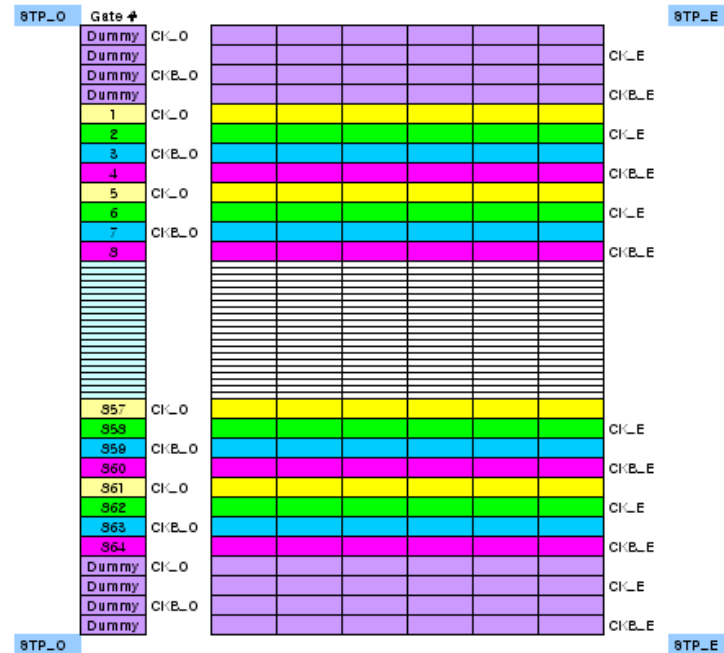 STP_O Gate # STP_E
Dummy CK_O
Dummy CK_E
Dummy CKB_O
Dummy CKB_E
1 CK_O
2 CK_E
3 CKB_O
4 CKB_E
5 CK_O
6 CK_E
7 CKB_O
8 CKB_E
857 CK_O
858 CK_E
859 CKB_O
860 CKB_E
861 CK_O
862 CK_E
863 CKB_O
864 CKB_E
Dummy CK_O
Dummy CK_E
Dummy CKB_O
Dummy CKB_E
STP_O STP_E